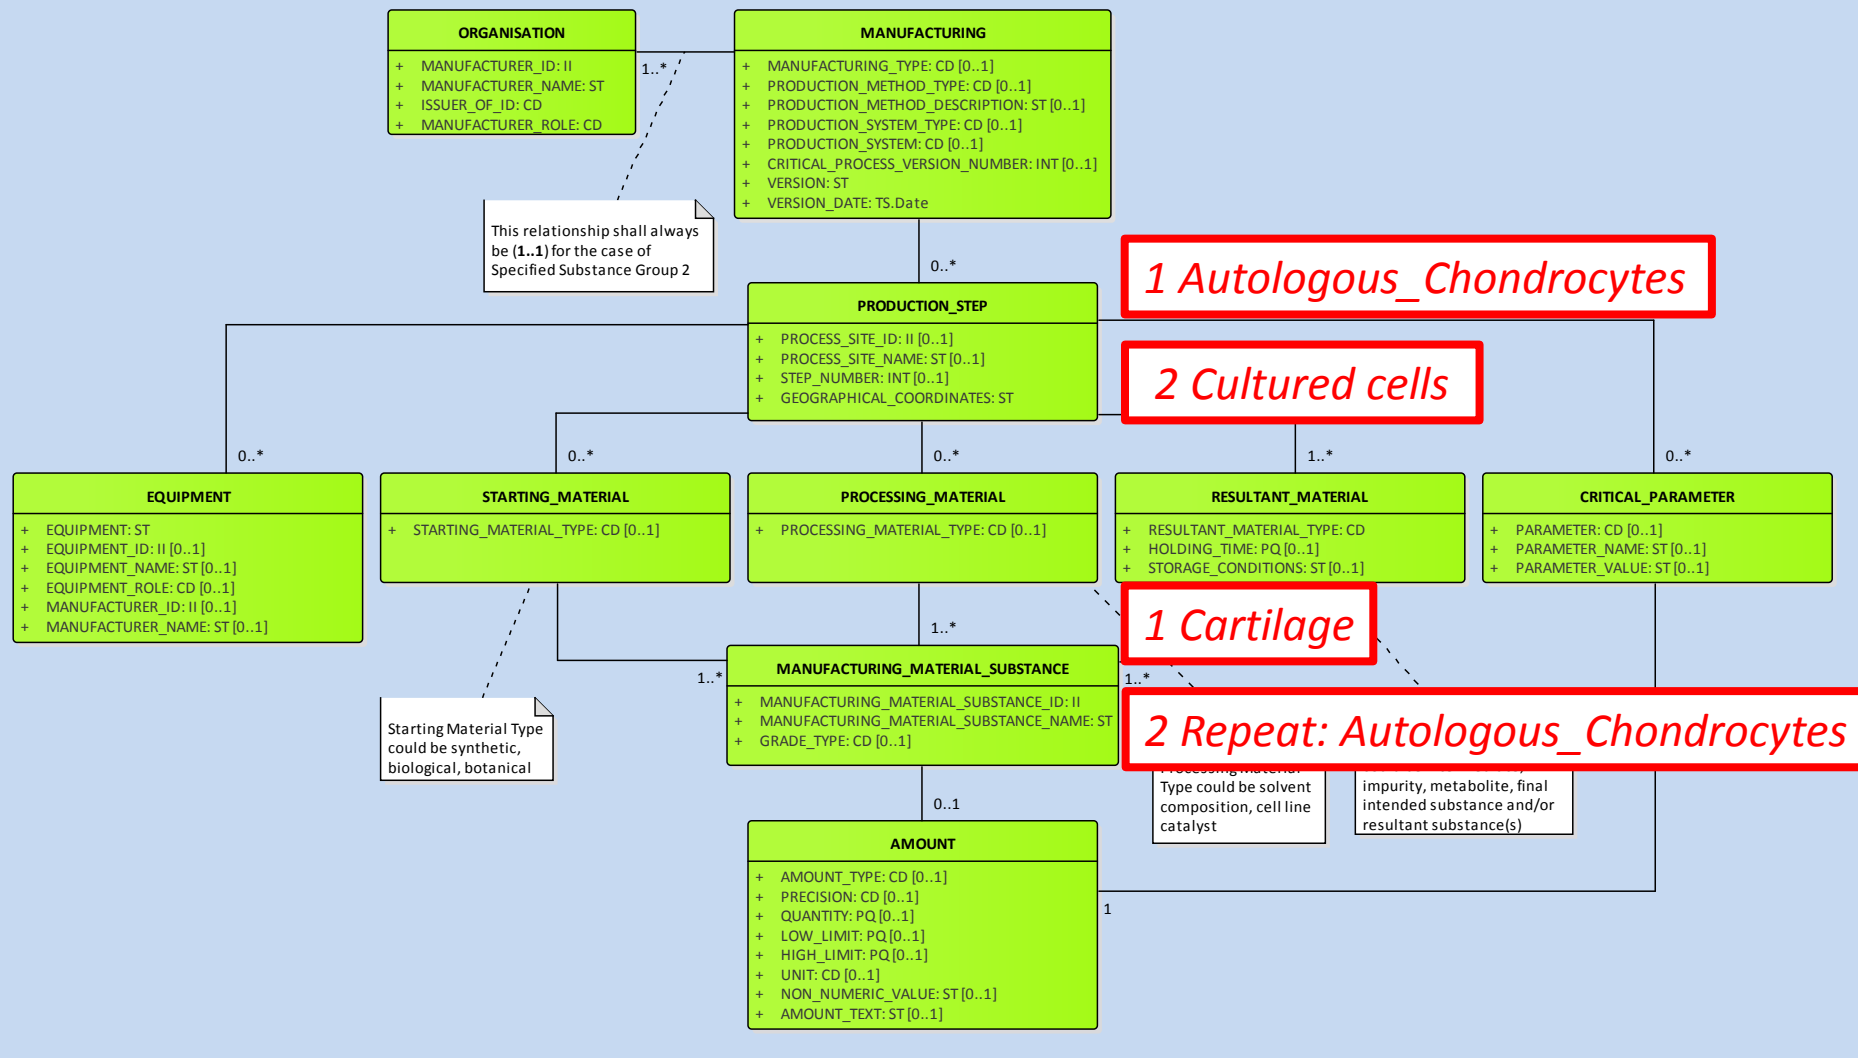 ORGANISATION
+ MANUFACTURER_ID: II
+ MANUFACTURER_NAME: ST
+ ISSUER_OF_ID: CD
+ MANUFACTURER_ROLE: CD
1..*
MANUFACTURING
+ MANUFACTURING_TYPE: CD [0..1]
+ PRODUCTION_METHOD_TYPE: CD [0..1]
+ PRODUCTION_METHOD_DESCRIPTION: ST [0..1]
+ PRODUCTION_SYSTEM_TYPE: CD [0..1]
+ PRODUCTION_SYSTEM: CD [0..1]
+ CRITICAL_PROCESS_VERSION_NUMBER: INT [0..1]
+ VERSION: ST
+ VERSION_DATE: TS.Date
This relationship shall always
be (1..1) for the case of
Specified Substance Group 2
0..*
1 Autologous_Chondrocytes
PRODUCTION_STEP
+ PROCESS_SITE_ID: II [0..1]
+ PROCESS_SITE_NAME: ST [0..1]
+ STEP_NUMBER: INT [0..1]
+ GEOGRAPHICAL_COORDINATES: ST
2 Cultured cells
0..*
0..*
0..*
1..*
0..*
EQUIPMENT
+ EQUIPMENT: ST
+ EQUIPMENT_ID: II [0..1]
+ EQUIPMENT_NAME: ST [0..1]
+ EQUIPMENT_ROLE: CD [0..1]
+ MANUFACTURER_ID: II [0..1]
+ MANUFACTURER_NAME: ST [0..1]
STARTING_MATERIAL
+ STARTING_MATERIAL_TYPE: CD [0..1]
PROCESSING_MATERIAL
+ PROCESSING_MATERIAL_TYPE: CD [0..1]
RESULTANT_MATERIAL
+ RESULTANT_MATERIAL_TYPE: CD
+ HOLDING_TIME: PQ [0..1]
+ STORAGE_CONDITIONS: ST [0..1]
CRITICAL_PARAMETER
+ PARAMETER: CD [0..1]
+ PARAMETER_NAME: ST [0..1]
+ PARAMETER_VALUE: ST [0..1]
1 Cartilage
1..*
1..*
1..*
MANUFACTURING_MATERIAL_SUBSTANCE
+ MANUFACTURING_MATERIAL_SUBSTANCE_ID: II
+ MANUFACTURING_MATERIAL_SUBSTANCE_NAME: ST
+ GRADE_TYPE: CD [0..1]
2 Repeat: Autologous_Chondrocytes
Starting Material Type
could be synthetic,
biological, botanical
Processing Material
Type could be solvent
composition, cell line
catalyst
impurity, metabolite, final
intended substance and/or
resultant substance(s)
0..1
AMOUNT
+ AMOUNT_TYPE: CD [0..1]
+ PRECISION: CD [0..1]
+ QUANTITY: PQ [0..1]
+ LOW_LIMIT: PQ [0..1]
+ HIGH_LIMIT: PQ [0..1]
+ UNIT: CD [0..1]
+ NON_NUMERIC_VALUE: ST [0..1]
+ AMOUNT_TEXT: ST [0..1]
1